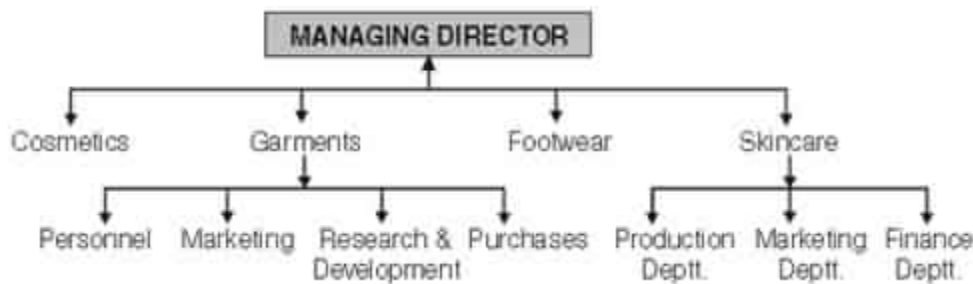 MANAGING DIRECTOR
Cosmetics Garments Footwear Skincare
Personnel Marketing Research & Purchases Production Marketing Finance
Development Deptt. Deptt. Deptt.